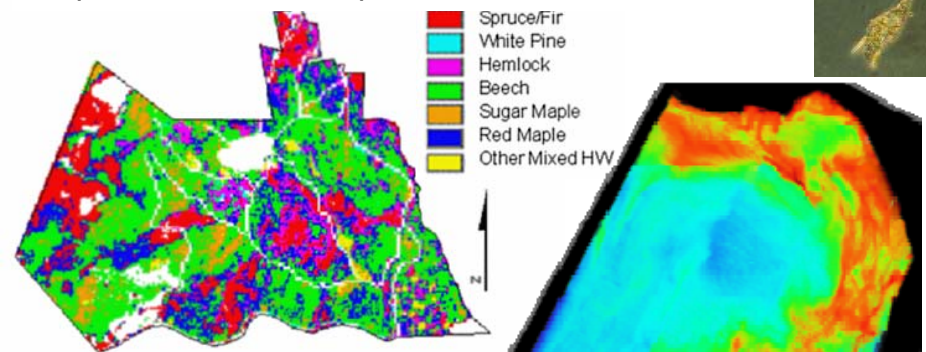 Spruce/Fir
White Pine
Hemlock
Beech
Sugar Maple
Red Maple
Other Mixed HW
N